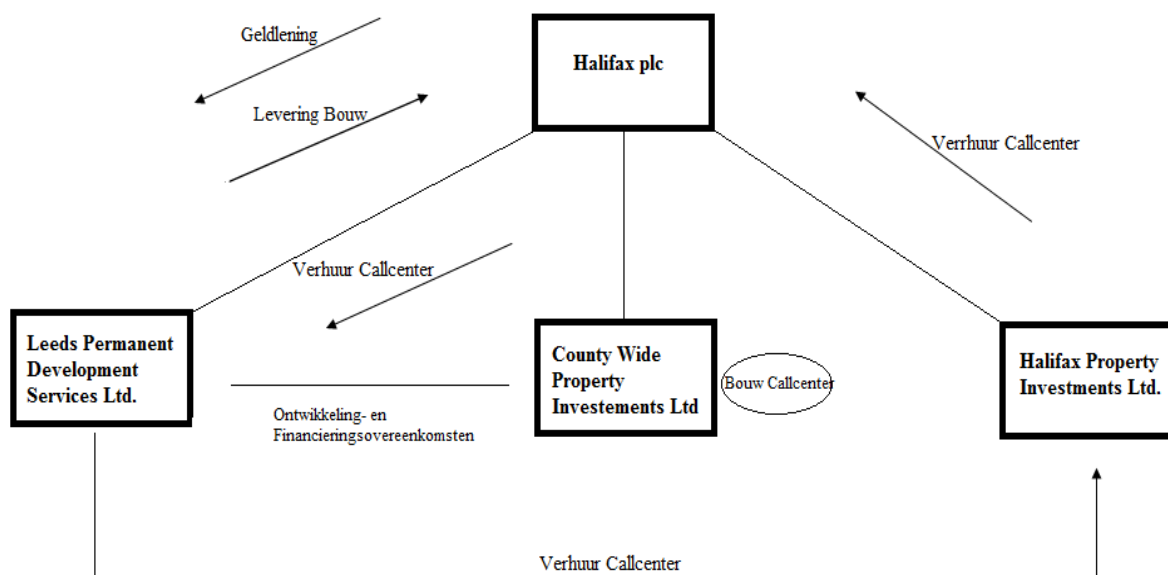 Geldlening
Halifax plc
Levering Bouw
Verrhuur Callcenter
Verhuur Callcenter
Leeds Permanent
Development
Services Ltd.
County Wide
Property
Investements Ltd
Bouw Callcenter
Halifax Property
Investments Ltd.
Ontwikkeling- en
Financieringsovereenkomsten
Verhuur Callcenter